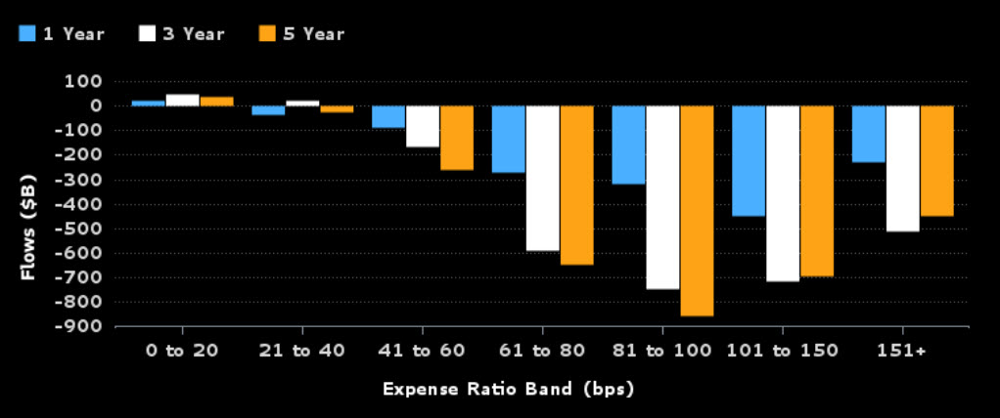 1 Year 3 Year 5 Year
100
0
-100
-200
-300
-400
-500
-600
-700
-800
-900
Flows ($B)
0 to 20 21 to 40 41 to 60 61 to 80 81 to 100 101 to 150 151+
Expense Ratio Band (bps)